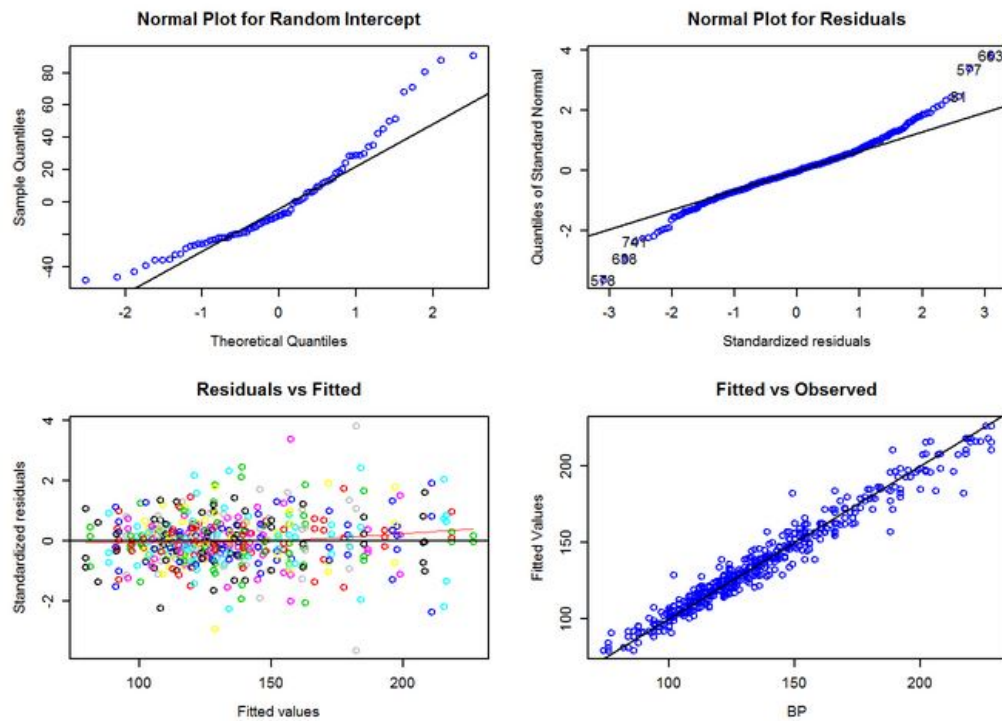 Normal Plot for Random Intercept
Sample Quantiles
80
60
40
20
0
-40
-2 -1 0 1 2
Theoretical Quantiles
Normal Plot for Residuals
Quantiles of Standard Normal
4
2
0
-2
663
577
51
741
578
-3 -2 -1 0 1 2 3
Standardized residuals
Residuals vs Fitted
Standardized residuals
4
2
0
-2
100 150 200
Fitted values
Fitted vs Observed
Fitted Values
200
150
100
100 150 200
BP